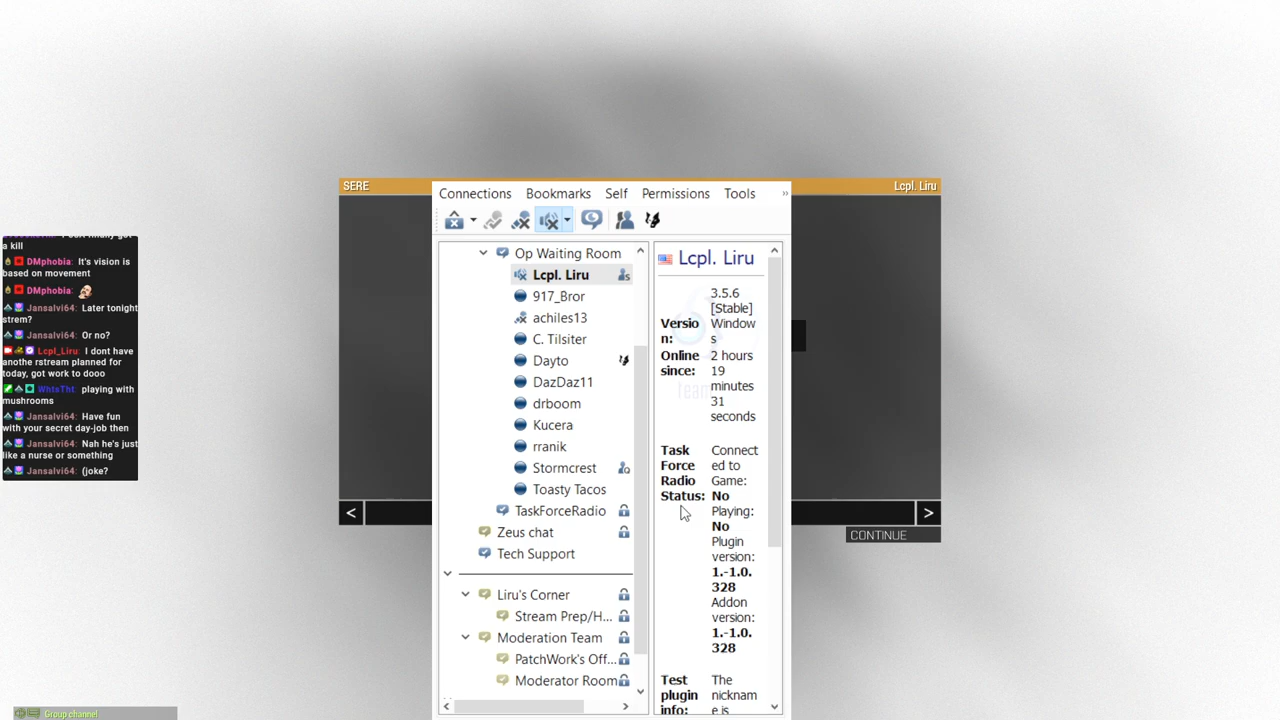 SERE
Lcpl. Liru
Connections Bookmarks Self Permissions Tools »
Op Waiting Room
Lcpl. Liru
917_Bror
achiles13
C. Tilsiter
Dayto
DazDaz11
drboom
Kucera
rranik
Stormcrest
Toasty Tacos
TaskForceRadio
Zeus chat
Tech Support
Liru's Corner
Stream Prep/H...
Moderation Team
PatchWork's Off...
Moderator Room
Lcpl. Liru
3.5.6
[Stable]
Versio Window
n: s
Online 2 hours
since: 19
minutes
31
seconds
Task Connect
Force ed to
Radio Game:
Status: No
Playing:
No
Plugin
version:
1.-1.0.
328
Addon
version:
1.-1.0.
328
Test The
plugin nicknam
info: e is
< >
CONTINUE
a kill
DMphobia: It's vision is
based on movement
DMphobia:
Jansalvi64: Later tonight
strem?
Jansalvi64: Or no?
Lcpl_Liru: I dont have
anothe rstream planned for
today, got work to dooo
WhtsTht: playing with
mushrooms
Jansalvi64: Have fun
with your secret day-job then
Jansalvi64: Nah he's just
like a nurse or something
Jansalvi64: (joke?
Group channel